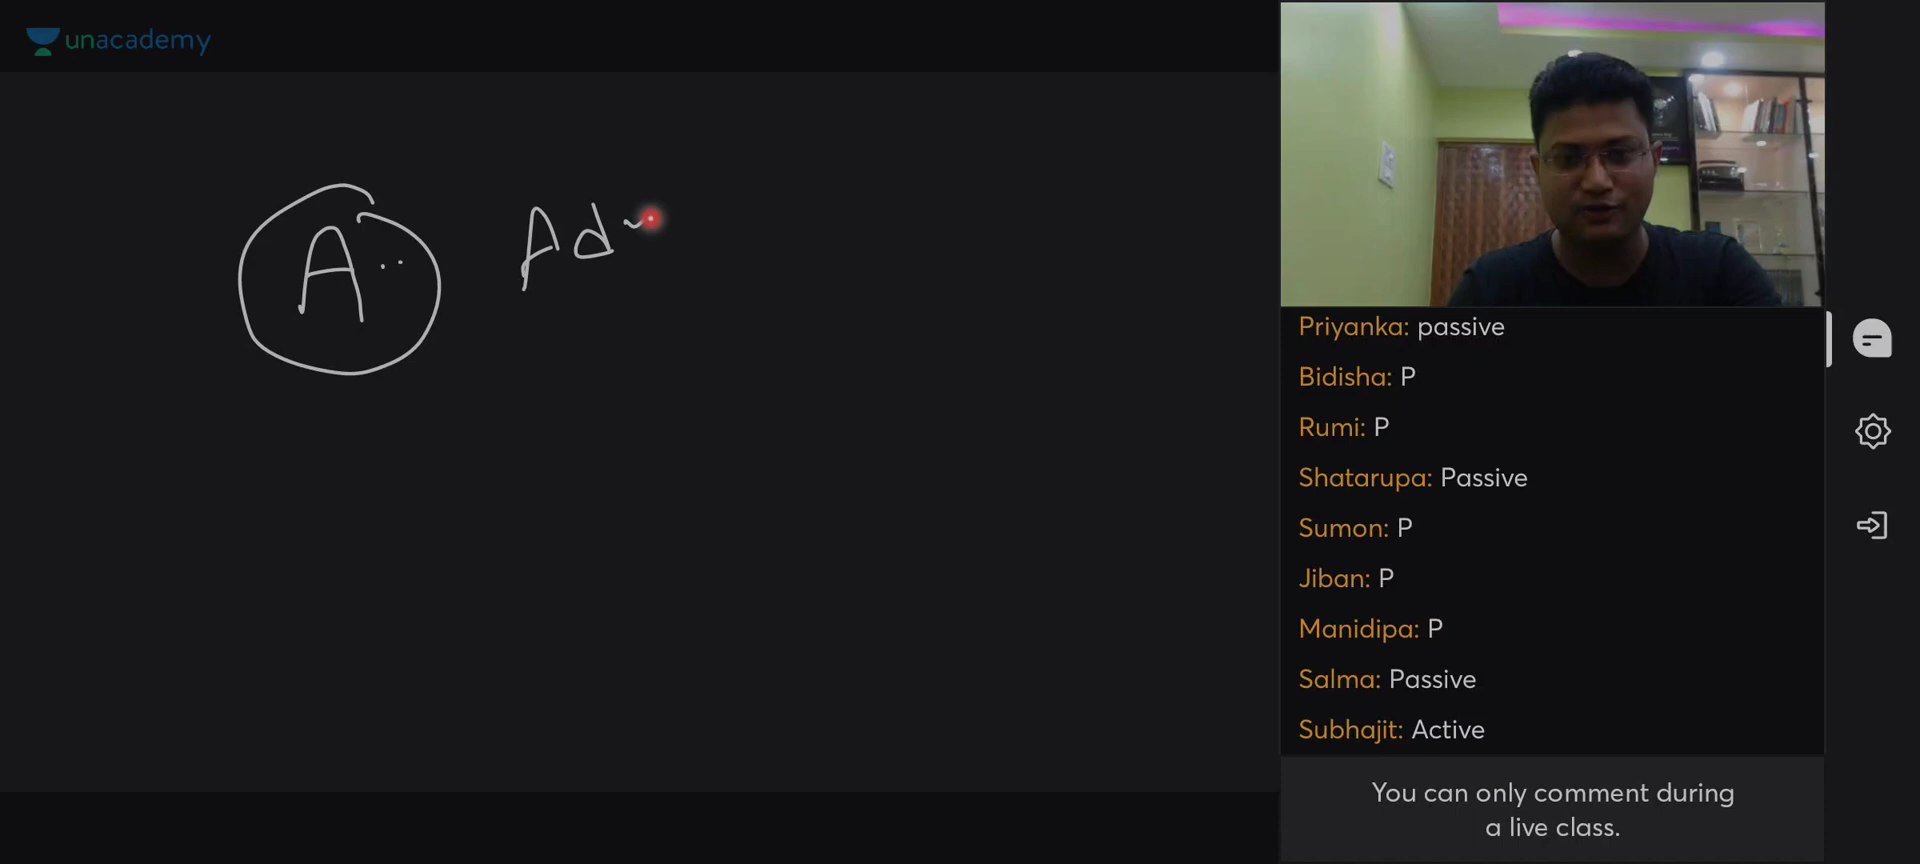 unacademy
A.. Adv
Priyanka: passive
Bidisha: P
Rumi: P
Shatarupa: Passive
Sumon: P
Jiban: P
Manidipa: P
Salma: Passive
Subhajit: Active
You can only comment during
a live class.